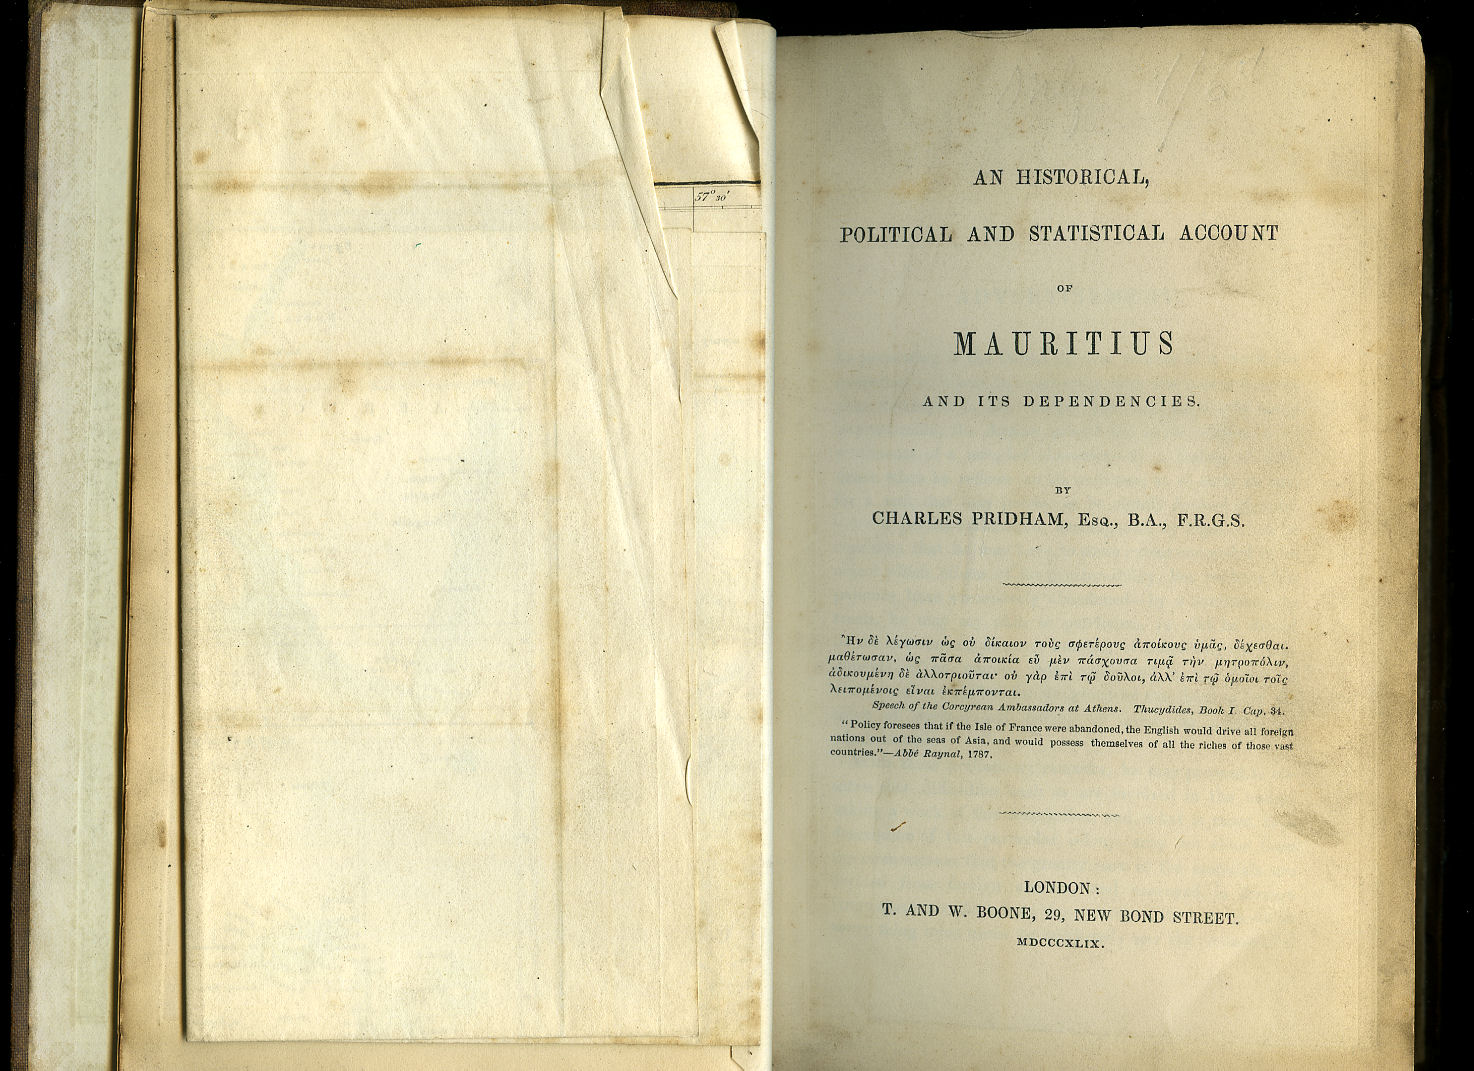 57° 30'
AN HISTORICAL,
POLITICAL AND STATISTICAL ACCOUNT
OF
MAURITIUS
AND ITS DEPENDENCIES.
BY
CHARLES PRIDHAM, Esq., B.A., F.R.G.S.
Ἢν δὲ λέγωσιν ὡς οὐ δίκαιον τοὺς σφετέρους ἀποίκους ὑμᾶς, δέχεσθαι.
μαθέτωσαν, ὡς πᾶσα ἀποικία εὖ μὲν πάσχουσα τιμᾷ τὴν μητροπόλιν,
ἀδικουμένη δὲ ἀλλοτριοῦται· οὐ γὰρ ἐπὶ τῷ δοῦλοι, ἀλλ' ἐπὶ τῷ ὁμοῖοι τοῖς
λειπομένοις εἶναι ἐκπέμπονται.
Speech of the Corcyrean Ambassadors at Athens. Thucydides, Book I. Cap. 34.
“Policy foresees that if the Isle of France were abandoned, the English would drive all foreign
nations out of the seas of Asia, and would possess themselves of all the riches of those vast
countries.”—Abbé Raynal, 1787.
LONDON:
T. AND W. BOONE, 29, NEW BOND STREET.
MDCCCXLIX.